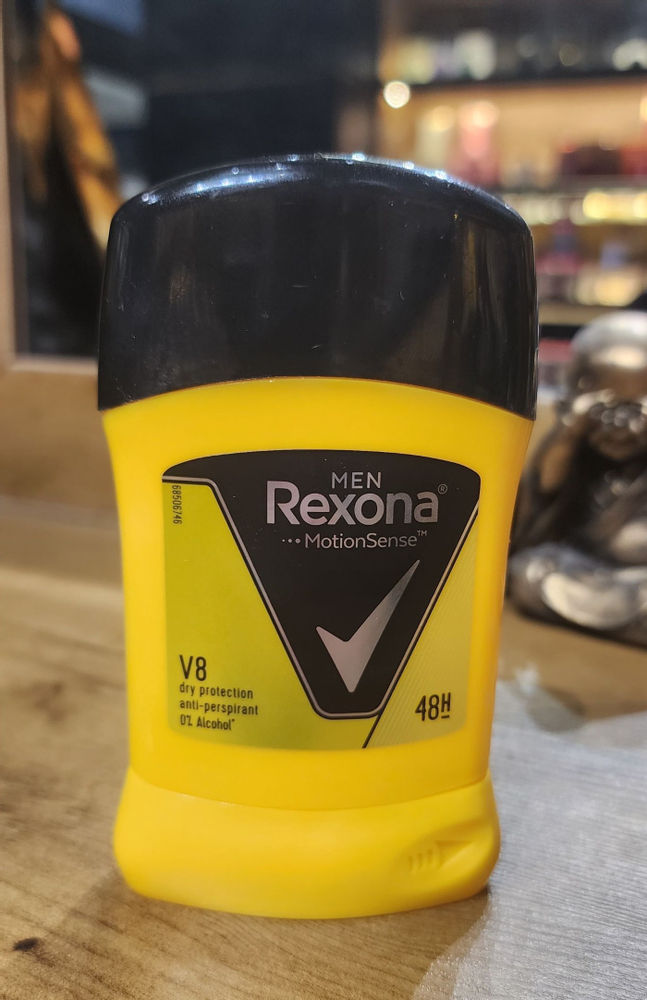 MEN
Rexona®
···MotionSense™
68506746
V8
dry protection
anti-perspirant
0% Alcohol*
48H